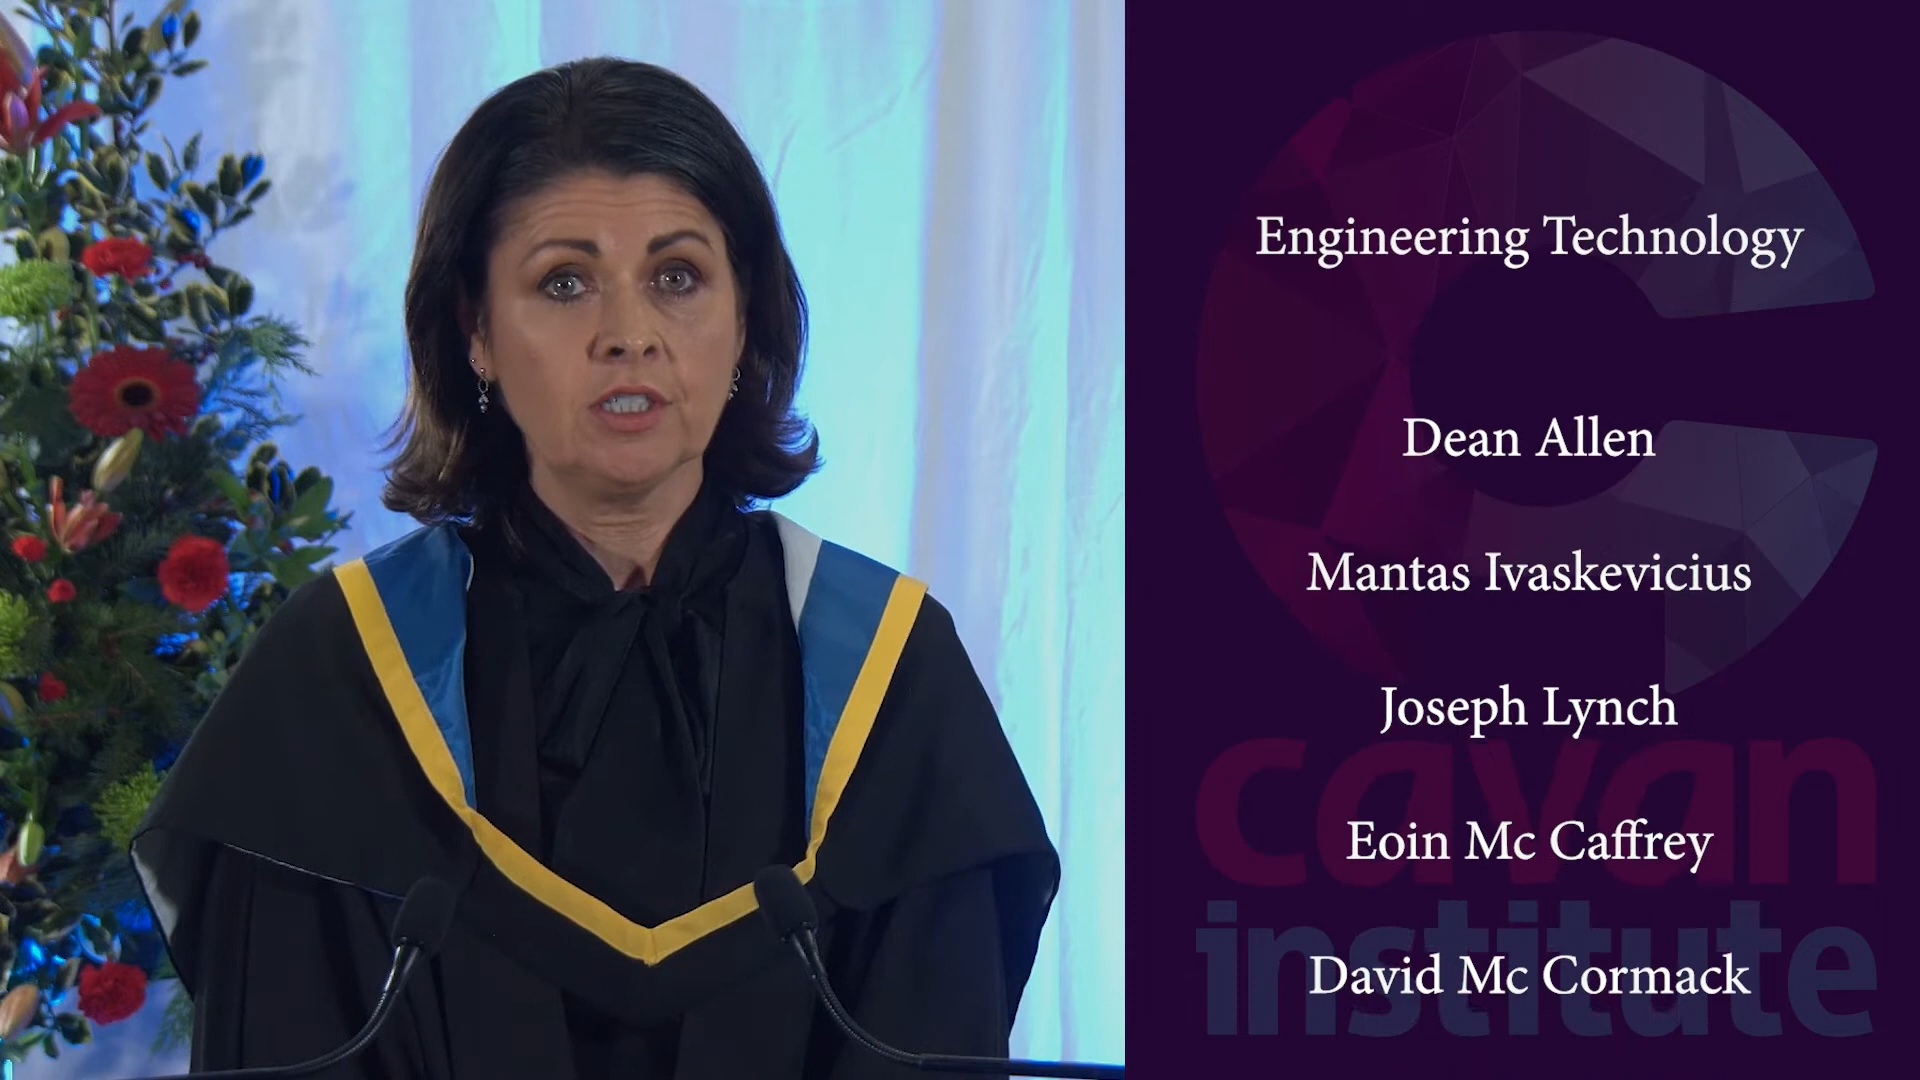 Engineering Technology
Dean Allen
Mantas Ivaskevicius
Joseph Lynch
Eoin Mc Caffrey
David Mc Cormack
cavan
institute